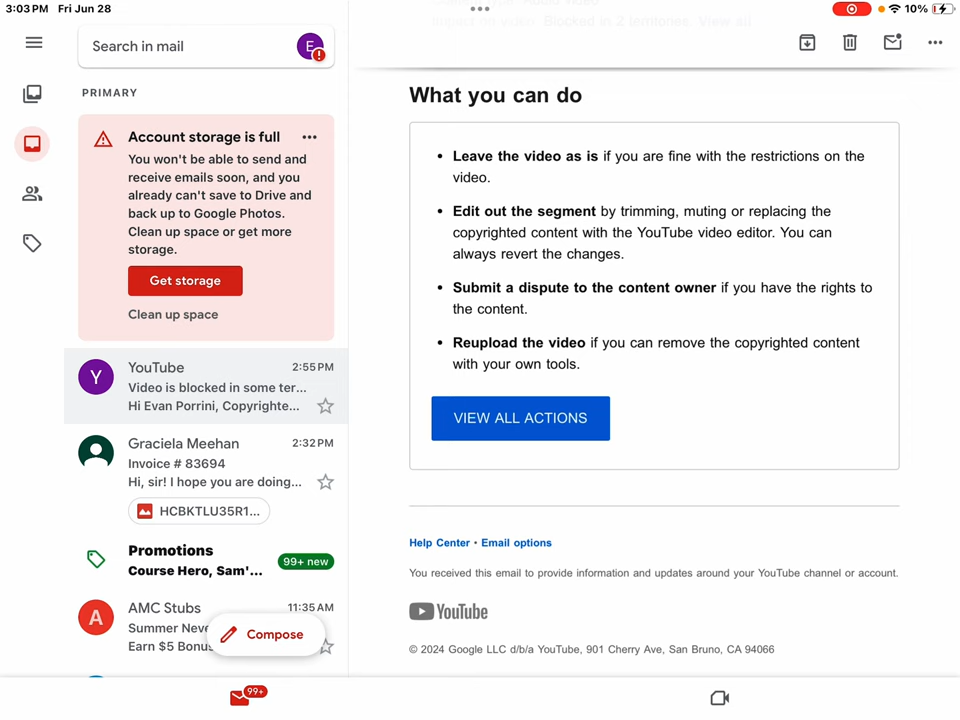 3:03 PM Fri Jun 28
10%
Search in mail
E
PRIMARY
Account storage is full
You won't be able to send and
receive emails soon, and you
already can't save to Drive and
back up to Google Photos.
Clean up space or get more
storage.
Get storage
Clean up space
Y
YouTube 2:55 PM
Video is blocked in some ter...
Hi Evan Porrini, Copyrighte...
Graciela Meehan 2:32 PM
Invoice # 83694
Hi, sir! I hope you are doing...
HCBKTLU35R1...
Promotions
99+ new
Course Hero, Sam'...
A
AMC Stubs 11:35 AM
Summer Neve
Earn $5 Bonus
Compose
99+
Impact on video: Blocked in 2 territories. View all
What you can do
• Leave the video as is if you are fine with the restrictions on the
video.
• Edit out the segment by trimming, muting or replacing the
copyrighted content with the YouTube video editor. You can
always revert the changes.
• Submit a dispute to the content owner if you have the rights to
the content.
• Reupload the video if you can remove the copyrighted content
with your own tools.
VIEW ALL ACTIONS
Help Center • Email options
You received this email to provide information and updates around your YouTube channel or account.
YouTube
© 2024 Google LLC d/b/a YouTube, 901 Cherry Ave, San Bruno, CA 94066